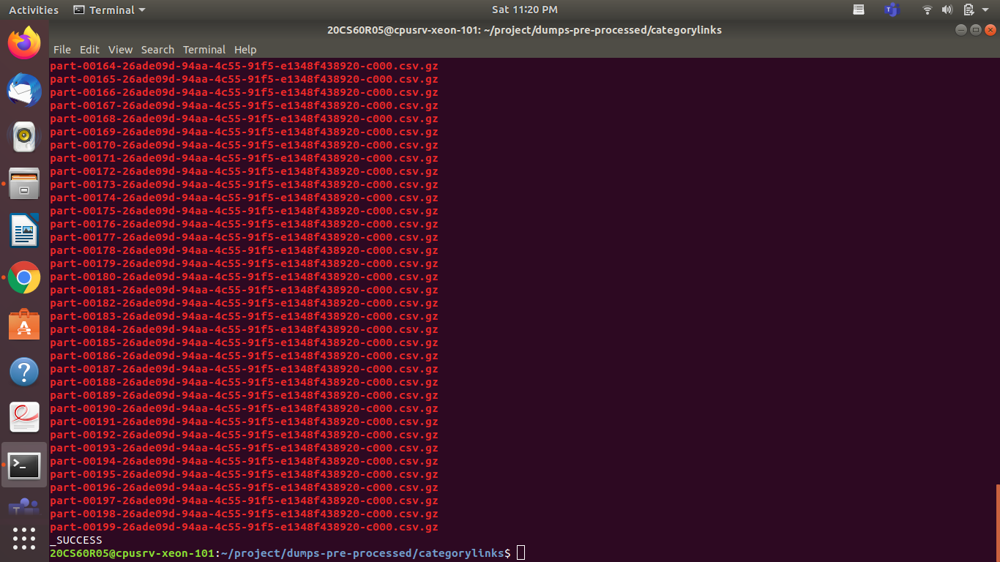 Activities Terminal Sat 11:20 PM
20CS60R05@cpusrv-xeon-101: ~/project/dumps-pre-processed/categorylinks
File Edit View Search Terminal Help
part-00164-26ade09d-94aa-4c55-91f5-e1348f438920-c000.csv.gz
part-00165-26ade09d-94aa-4c55-91f5-e1348f438920-c000.csv.gz
part-00166-26ade09d-94aa-4c55-91f5-e1348f438920-c000.csv.gz
part-00167-26ade09d-94aa-4c55-91f5-e1348f438920-c000.csv.gz
part-00168-26ade09d-94aa-4c55-91f5-e1348f438920-c000.csv.gz
part-00169-26ade09d-94aa-4c55-91f5-e1348f438920-c000.csv.gz
part-00170-26ade09d-94aa-4c55-91f5-e1348f438920-c000.csv.gz
part-00171-26ade09d-94aa-4c55-91f5-e1348f438920-c000.csv.gz
part-00172-26ade09d-94aa-4c55-91f5-e1348f438920-c000.csv.gz
part-00173-26ade09d-94aa-4c55-91f5-e1348f438920-c000.csv.gz
part-00174-26ade09d-94aa-4c55-91f5-e1348f438920-c000.csv.gz
part-00175-26ade09d-94aa-4c55-91f5-e1348f438920-c000.csv.gz
part-00176-26ade09d-94aa-4c55-91f5-e1348f438920-c000.csv.gz
part-00177-26ade09d-94aa-4c55-91f5-e1348f438920-c000.csv.gz
part-00178-26ade09d-94aa-4c55-91f5-e1348f438920-c000.csv.gz
part-00179-26ade09d-94aa-4c55-91f5-e1348f438920-c000.csv.gz
part-00180-26ade09d-94aa-4c55-91f5-e1348f438920-c000.csv.gz
part-00181-26ade09d-94aa-4c55-91f5-e1348f438920-c000.csv.gz
part-00182-26ade09d-94aa-4c55-91f5-e1348f438920-c000.csv.gz
part-00183-26ade09d-94aa-4c55-91f5-e1348f438920-c000.csv.gz
part-00184-26ade09d-94aa-4c55-91f5-e1348f438920-c000.csv.gz
part-00185-26ade09d-94aa-4c55-91f5-e1348f438920-c000.csv.gz
part-00186-26ade09d-94aa-4c55-91f5-e1348f438920-c000.csv.gz
part-00187-26ade09d-94aa-4c55-91f5-e1348f438920-c000.csv.gz
part-00188-26ade09d-94aa-4c55-91f5-e1348f438920-c000.csv.gz
part-00189-26ade09d-94aa-4c55-91f5-e1348f438920-c000.csv.gz
part-00190-26ade09d-94aa-4c55-91f5-e1348f438920-c000.csv.gz
part-00191-26ade09d-94aa-4c55-91f5-e1348f438920-c000.csv.gz
part-00192-26ade09d-94aa-4c55-91f5-e1348f438920-c000.csv.gz
part-00193-26ade09d-94aa-4c55-91f5-e1348f438920-c000.csv.gz
part-00194-26ade09d-94aa-4c55-91f5-e1348f438920-c000.csv.gz
part-00195-26ade09d-94aa-4c55-91f5-e1348f438920-c000.csv.gz
part-00196-26ade09d-94aa-4c55-91f5-e1348f438920-c000.csv.gz
part-00197-26ade09d-94aa-4c55-91f5-e1348f438920-c000.csv.gz
part-00198-26ade09d-94aa-4c55-91f5-e1348f438920-c000.csv.gz
part-00199-26ade09d-94aa-4c55-91f5-e1348f438920-c000.csv.gz
_SUCCESS
20CS60R05@cpusrv-xeon-101:~/project/dumps-pre-processed/categorylinks$